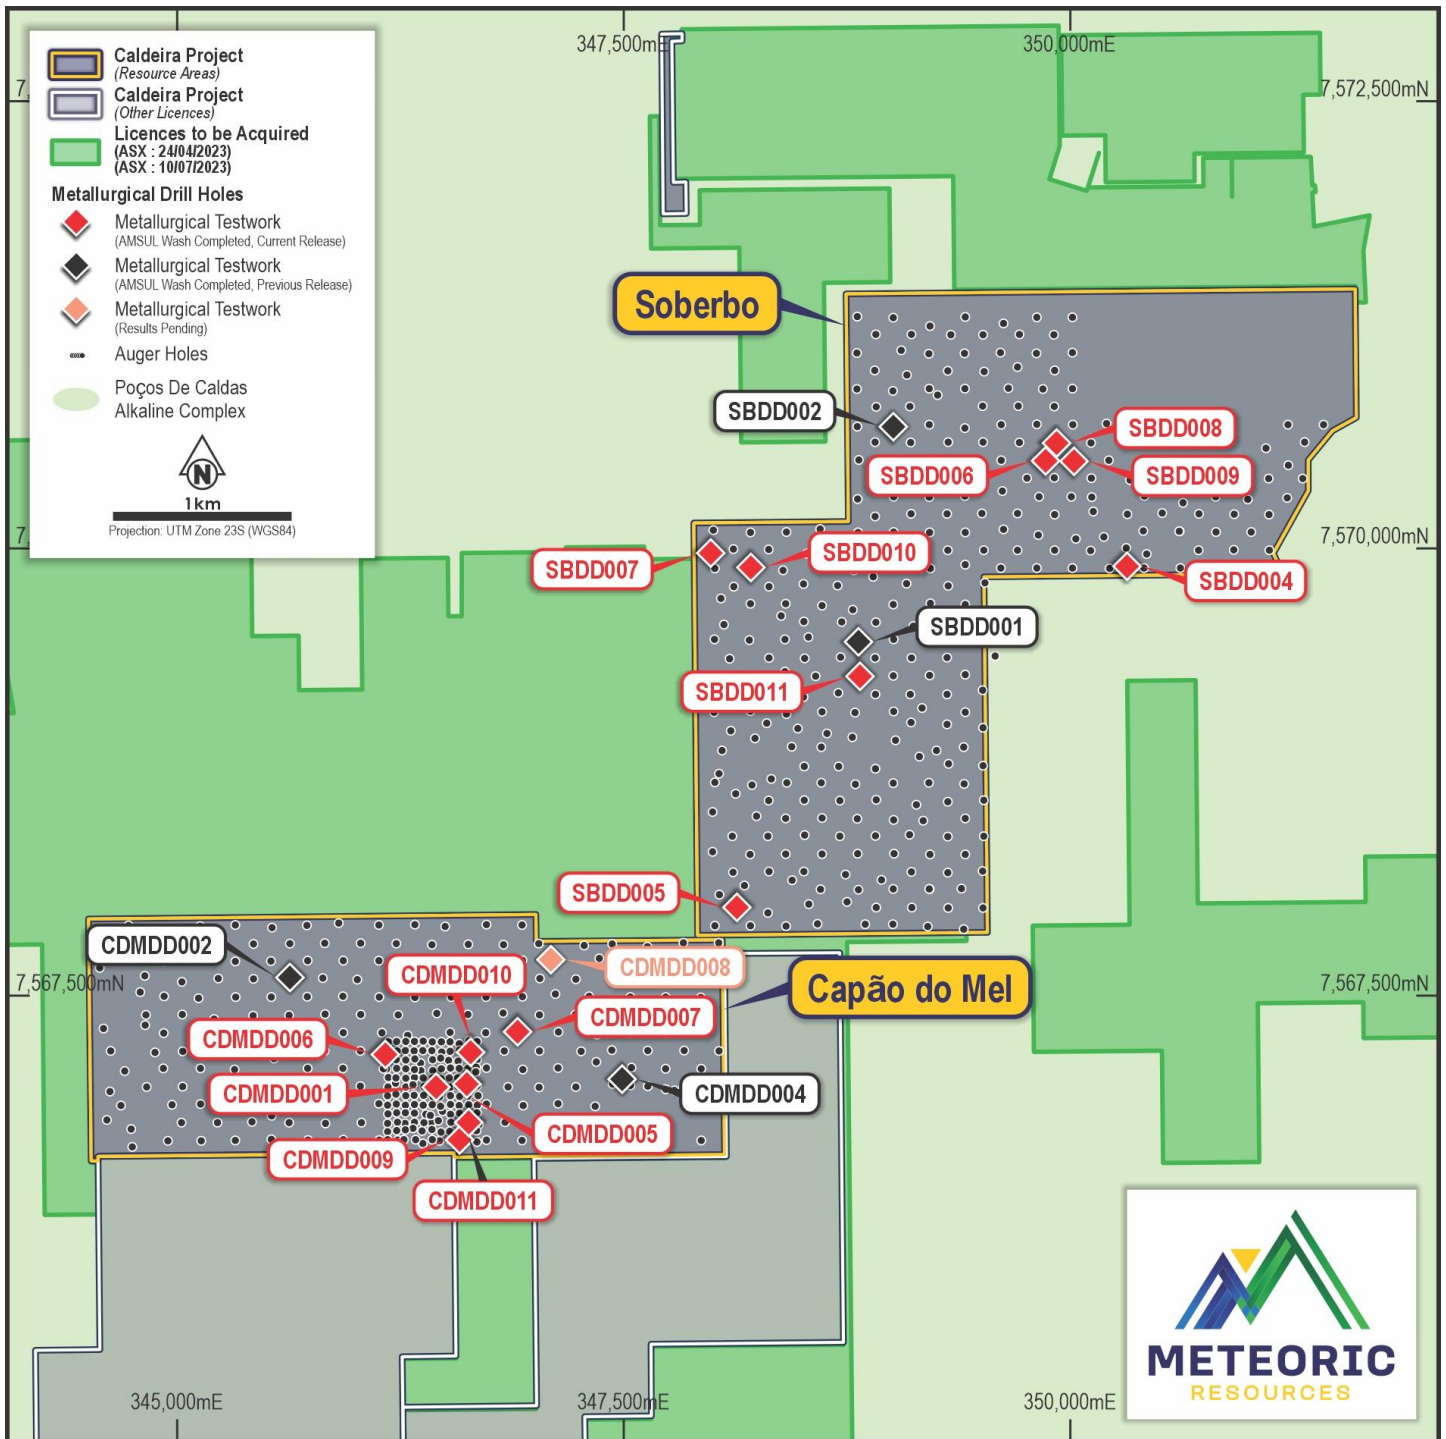 347,500mE
350,000mE
7,572,500mN
Caldeira Project
(Resource Areas)
Caldeira Project
(Other Licences)
Licences to be Acquired
(ASX : 24/04/2023)
(ASX : 10/07/2023)
Metallurgical Drill Holes
Metallurgical Testwork
(AMSUL Wash Completed, Current Release)
Metallurgical Testwork
(AMSUL Wash Completed, Previous Release)
Metallurgical Testwork
(Results Pending)
Auger Holes
Poços De Caldas
Alkaline Complex
N
1km
Projection: UTM Zone 23S (WGS84)
7,
7,
Soberbo
SBDD002
SBDD008
SBDD006
SBDD009
7,570,000mN
SBDD007
SBDD010
SBDD004
SBDD001
SBDD011
SBDD005
CDMDD002
CDMDD010
CDMDD008
7,567,500mN
Capão do Mel
7,567,500mN
CDMDD007
CDMDD006
CDMDD001
CDMDD004
CDMDD005
CDMDD009
CDMDD011
METEORIC
RESOURCES
345,000mE
347,500mE
350,000mE